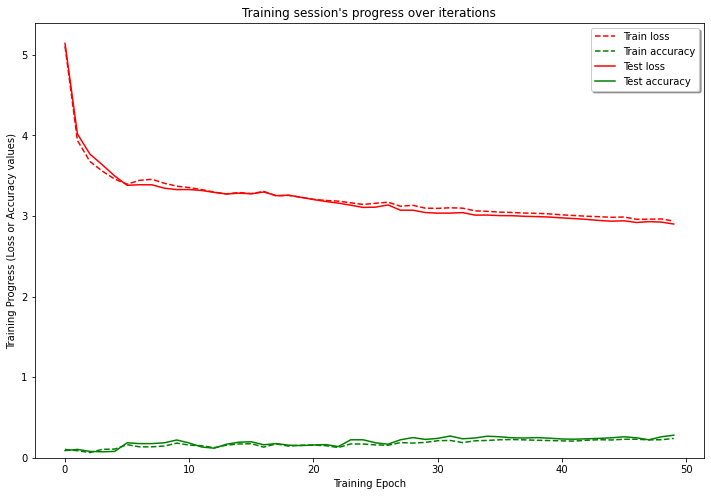 Training session's progress over iterations
Train loss
Train accuracy
Test loss
Test accuracy
Training Progress (Loss or Accuracy values)
5
4
3
2
1
0
0
10
20
30
40
50
Training Epoch